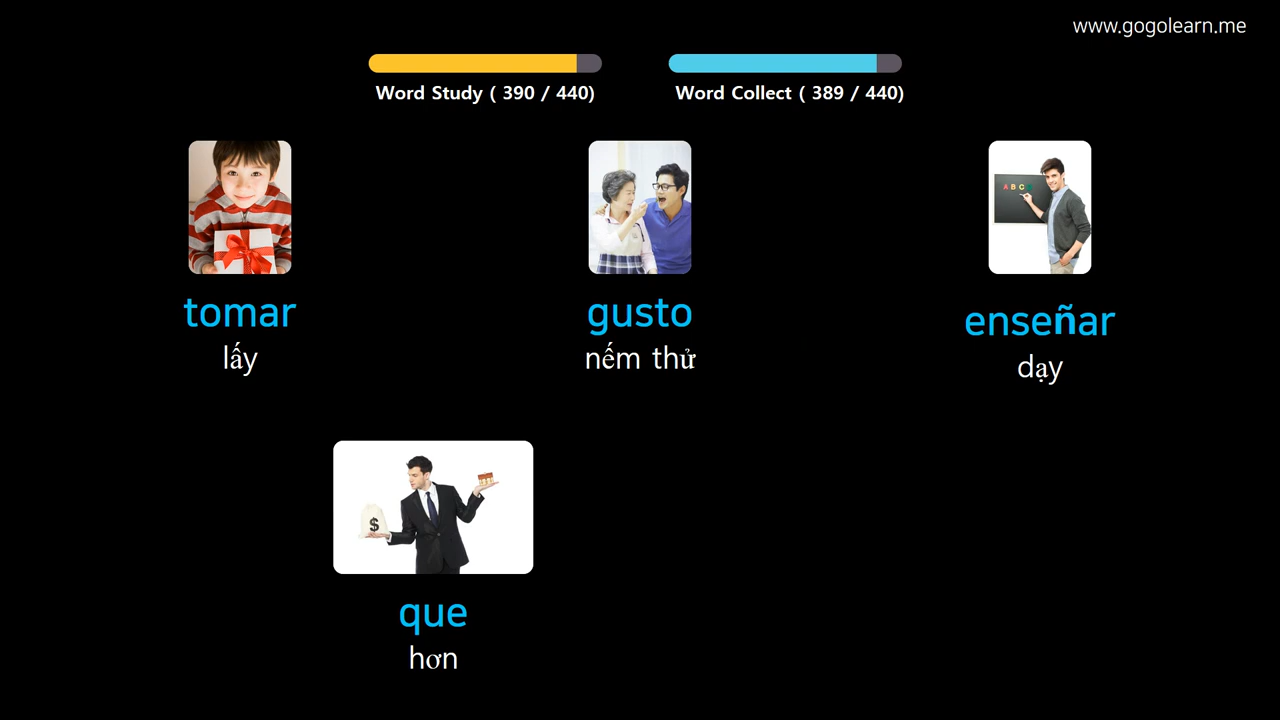 www.gogolearn.me
Word Study ( 390 / 440)
Word Collect ( 389 / 440)
A B C
$
tomar
lấy
gusto
nếm thử
enseñar
dạy
que
hơn